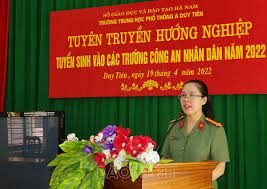 SỞ GIÁO DỤC VÀ ĐÀO TẠO HÀ NAM
TRƯỜNG TRUNG HỌC PHỔ THÔNG A DUY TIÊN
TUYÊN TRUYỀN HƯỚNG NGHIỆP
TUYỂN SINH VÀO CÁC TRƯỜNG CÔNG AN NHÂN DÂN NĂM 2022
Duy Tiên, ngày 19 tháng 4 năm 2022